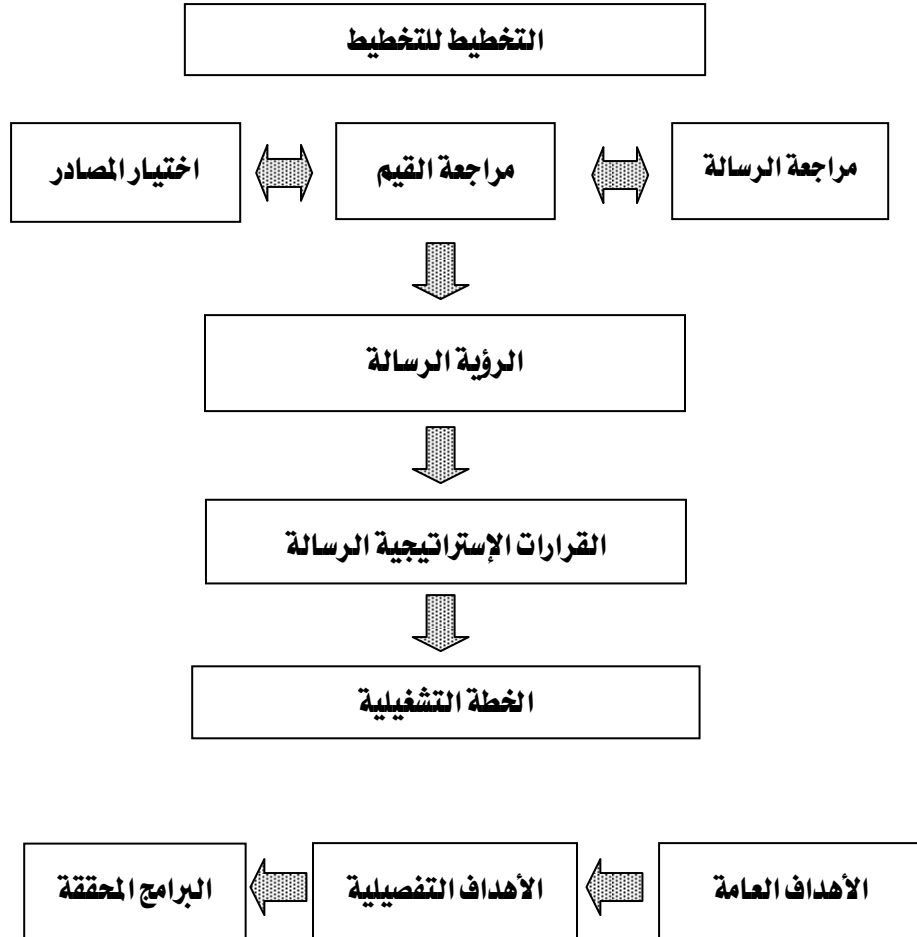 التخطيط للتخطيط
مراجعة الرسالة
مراجعة القيم
اختيار المصادر
الرؤية الرسالة
القرارات الإستراتيجية الرسالة
الخطة التشغيلية
الأهداف العامة
الأهداف التفصيلية
البرامج المحققة